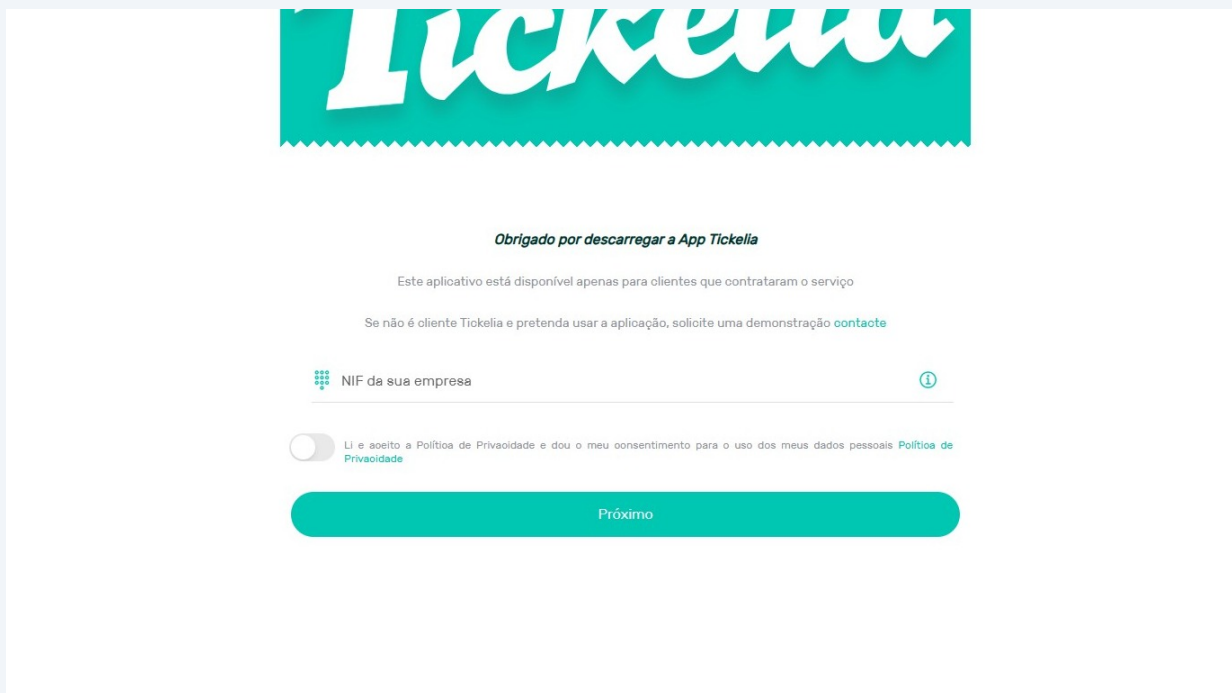 Tickelia
Obrigado por descarregar a App Tickelia
Este aplicativo está disponível apenas para clientes que contrataram o serviço
Se não é cliente Tickelia e pretenda usar a aplicação, solicite uma demonstração contacte
NIF da sua empresa
Li e aceito a Política de Privacidade e dou o meu consentimento para o uso dos meus dados pessoais Política de
Privacidade
Próximo